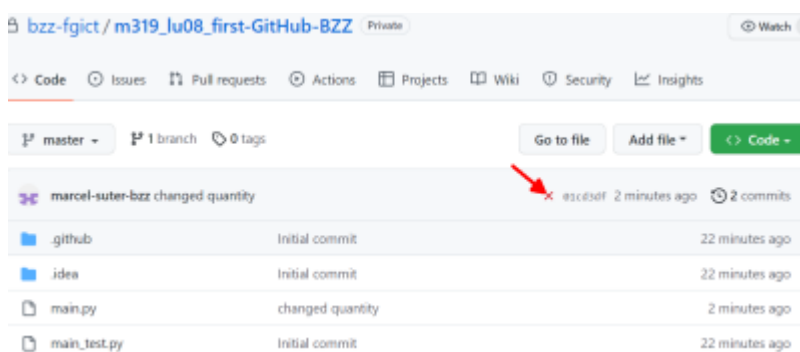 bzz-fgict / m319_lu08_first-GitHub-BZZ Private Watch
<> Code Issues Pull requests Actions Projects Wiki Security Insights
master 1 branch 0 tags Go to file Add file <> Code
marcel-suter-bzz changed quantity 2 minutes ago 2 commits
.github Initial commit 22 minutes ago
.idea Initial commit 22 minutes ago
main.py changed quantity 2 minutes ago
main_test.py Initial commit 22 minutes ago